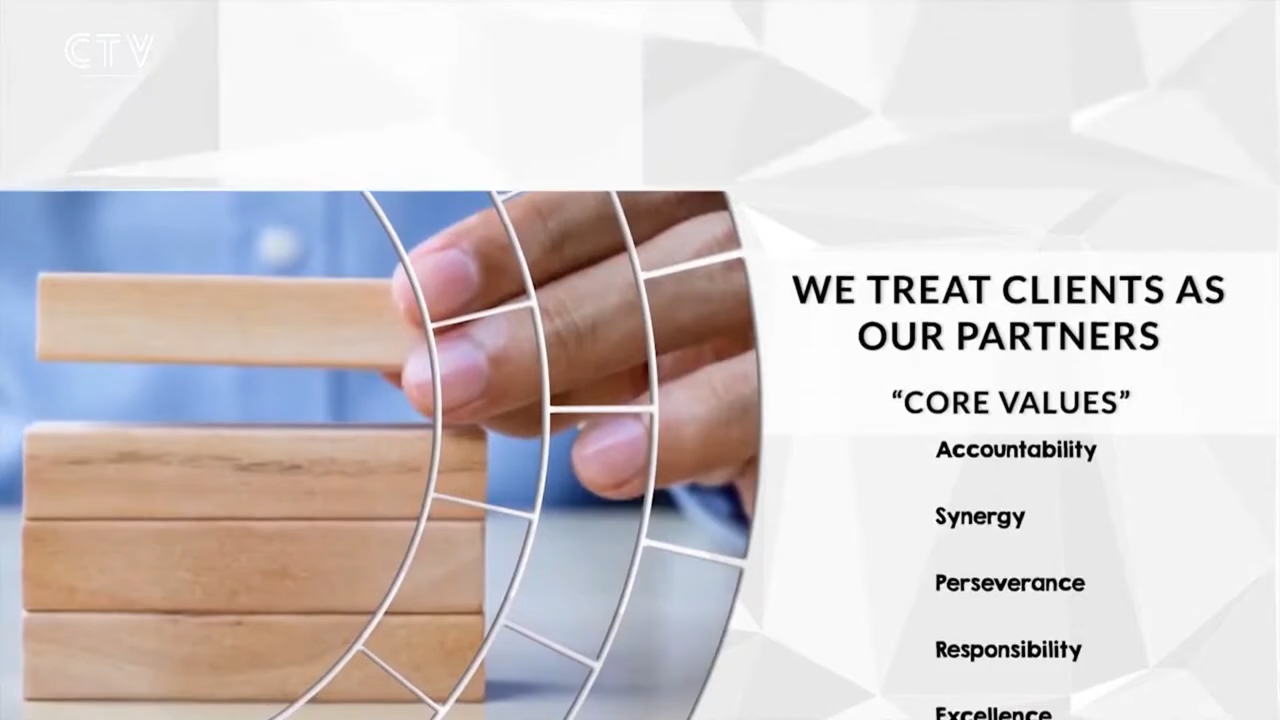 CTV
WE TREAT CLIENTS AS
OUR PARTNERS
“CORE VALUES”
Accountability
Synergy
Perseverance
Responsibility
Excellence